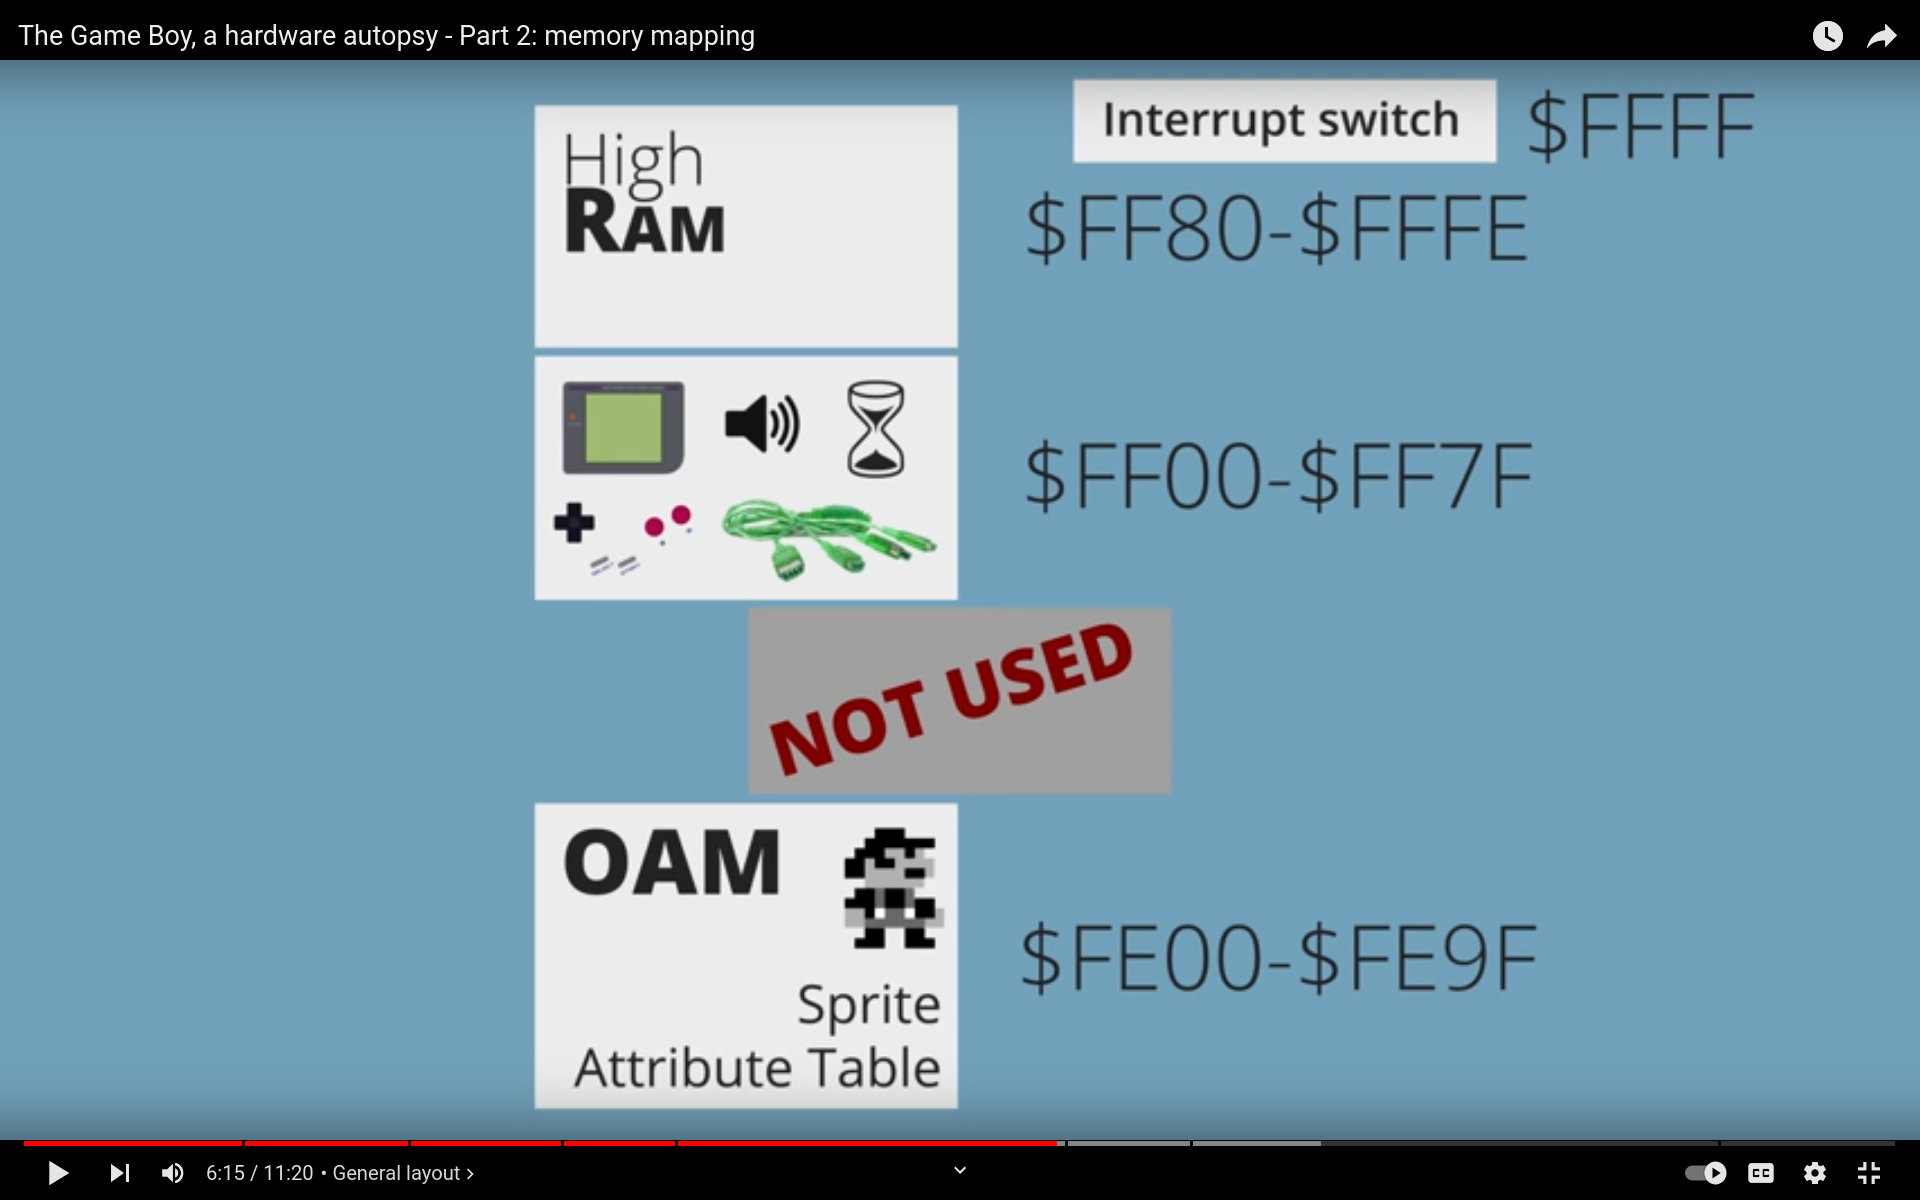 The Game Boy, a hardware autopsy - Part 2: memory mapping
Interrupt switch $FFFF
High
RAM
$FF80-$FFFE
$FF00-$FF7F
NOT USED
OAM
Sprite
Attribute Table
$FE00-$FE9F
6:15 / 11:20 • General layout ›
CC